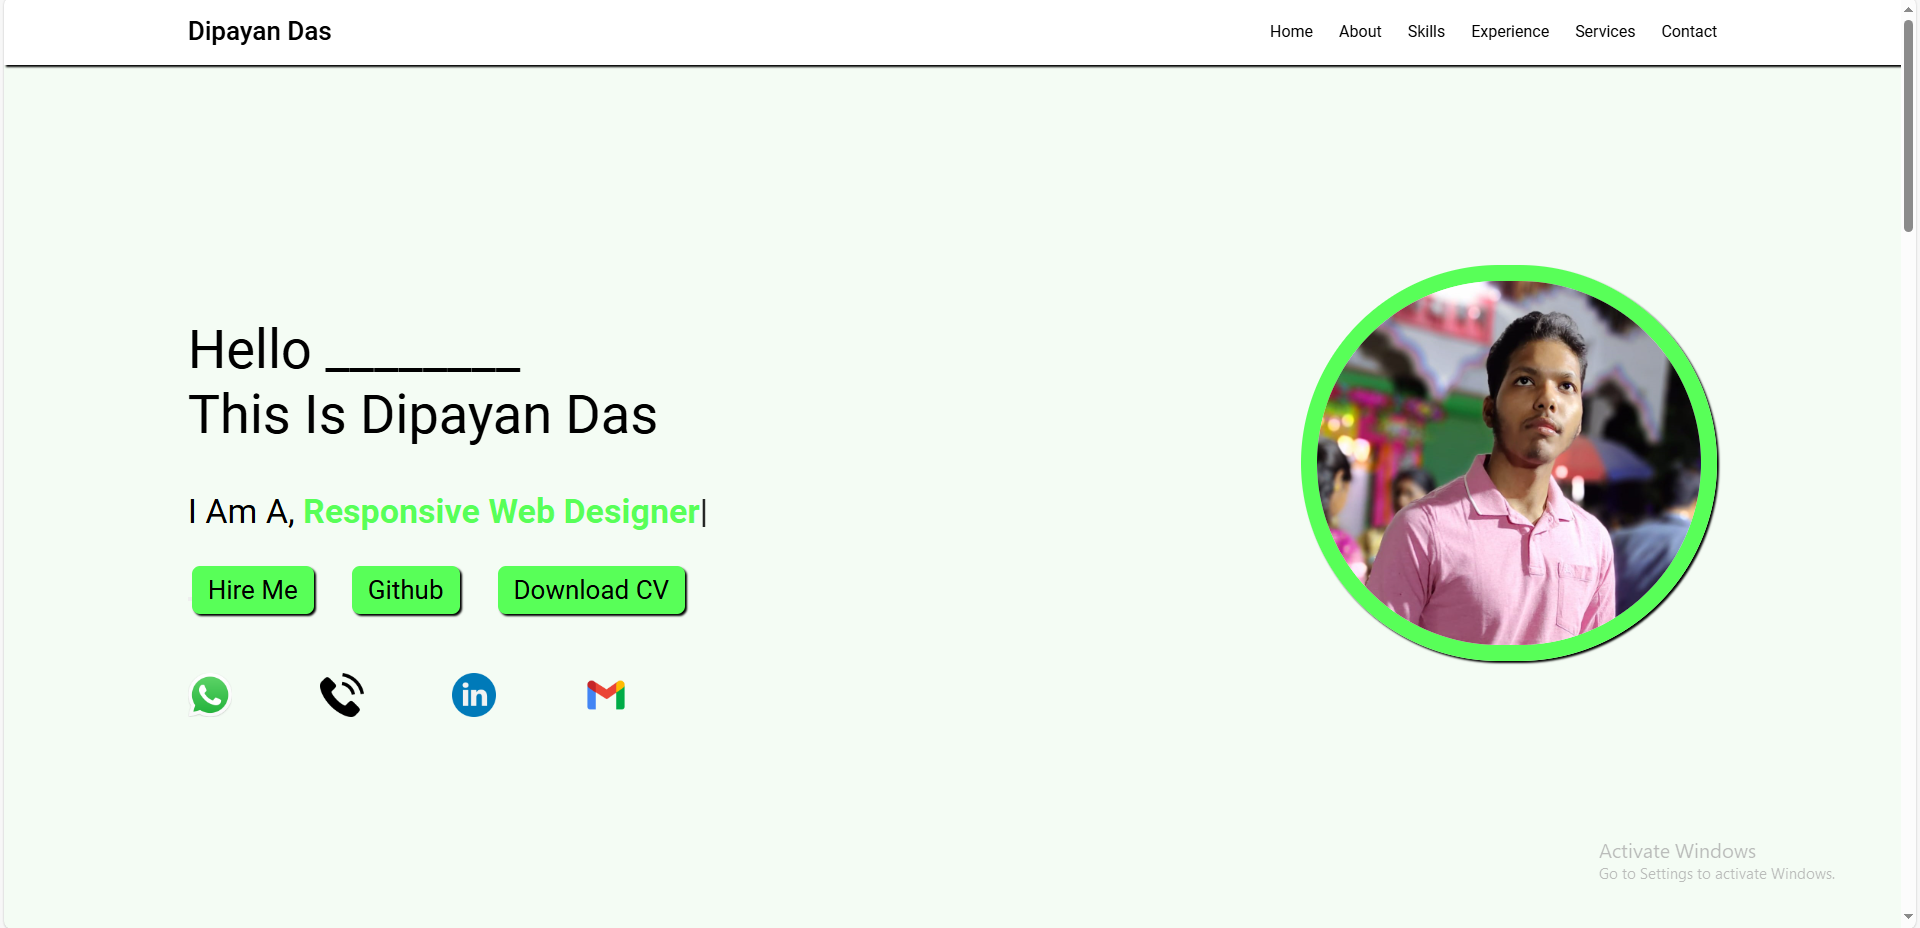 Dipayan Das
Home About Skills Experience Services Contact
Hello ________
This Is Dipayan Das
I Am A, Responsive Web Designer|
Hire Me Github Download CV
in
Activate Windows
Go to Settings to activate Windows.